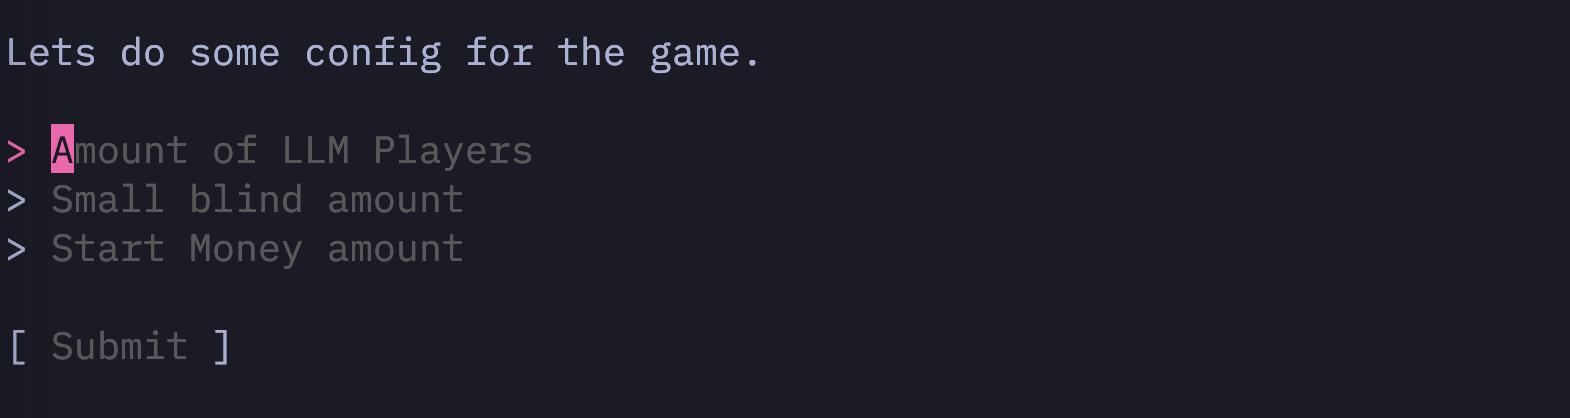 Lets do some config for the game.
> Amount of LLM Players
> Small blind amount
> Start Money amount
[ Submit ]